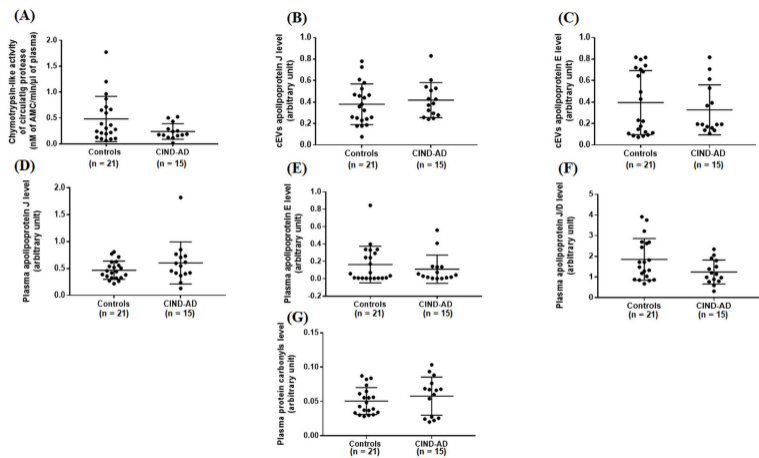 (A)
Chymotrypsin-like activity
of circulatig protease
(nM of AMC/min/µl of plasma)
2.0
1.5
1.0
0.5
0.0
Controls
(n = 21)
CIND-AD
(n = 15)
(B)
cEVs apolipoprotein J level
(arbitrary unit)
1.0
0.8
0.6
0.4
0.2
0.0
Controls
(n = 21)
CIND-AD
(n = 15)
(C)
cEVs apolipoprotein E level
(arbitrary unit)
1.0
0.8
0.6
0.4
0.2
0.0
Controls
(n = 21)
CIND-AD
(n = 15)
(D)
Plasma apolipoprotein J level
(arbitrary unit)
2.0
1.5
1.0
0.5
0.0
Controls
(n = 21)
CIND-AD
(n = 15)
(E)
Plasma apolipoprotein E level
(arbitrary unit)
1.0
0.8
0.6
0.4
0.2
0.0
-0.2
Controls
(n = 21)
CIND-AD
(n = 15)
(F)
Plasma apolipoprotein J/D level
(arbitrary unit)
5
4
3
2
1
0
Controls
(n = 21)
CIND-AD
(n = 15)
(G)
Plasma protein carbonyls level
(arbitrary unit)
0.15
0.10
0.05
0.00
Controls
(n = 21)
CIND-AD
(n = 15)